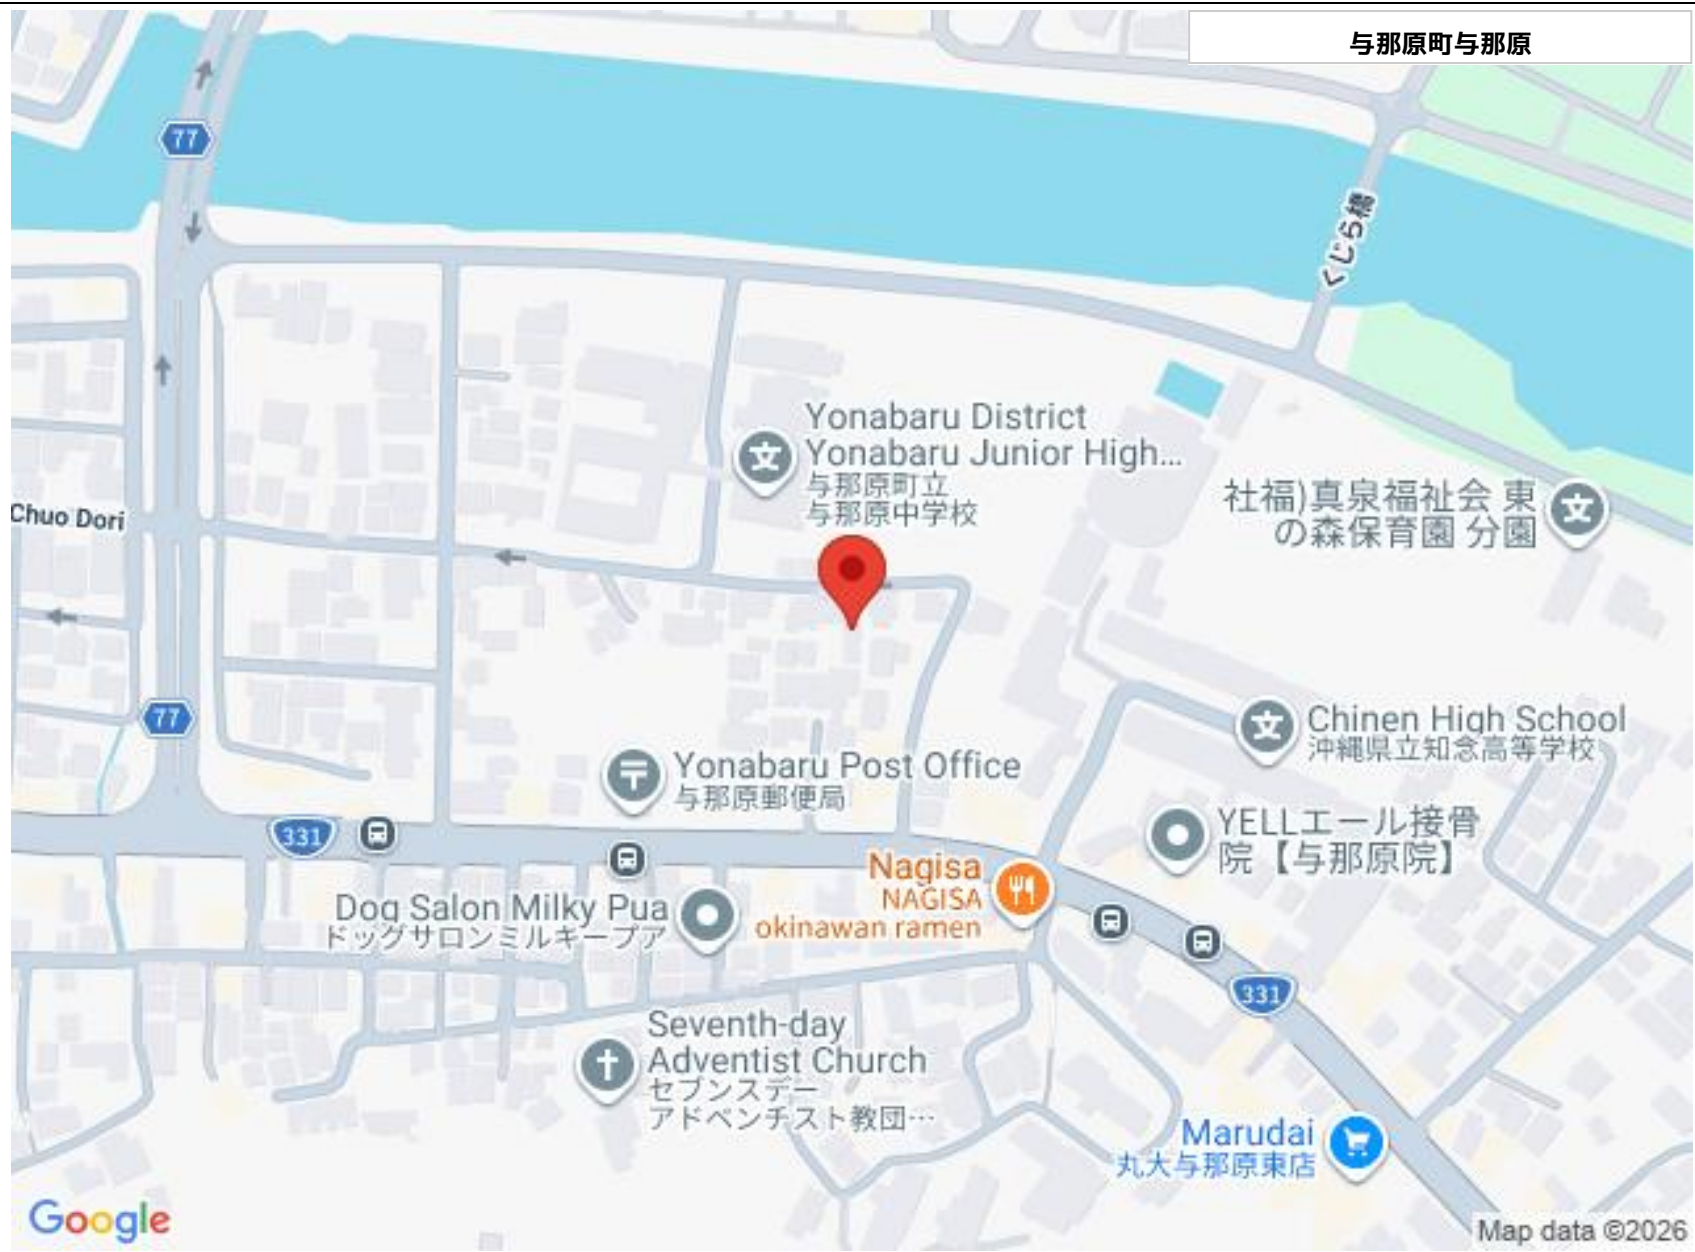 与那原町与那原
77
くじら橋
Yonabaru District
Yonabaru Junior High...
与那原町立
与那原中学校
社福)真泉福祉会 東
の森保育園 分園
Chuo Dori
77
Chinen High School
沖縄県立知念高等学校
Yonabaru Post Office
与那原郵便局
331
YELLエール接骨
院【与那原院】
Nagisa
NAGISA
okinawan ramen
Dog Salon Milky Pua
ドッグサロンミルキープア
331
Seventh-day
Adventist Church
セブンスデー
アドベンチスト教団…
Marudai
丸大与那原東店
Google
Map data ©2026